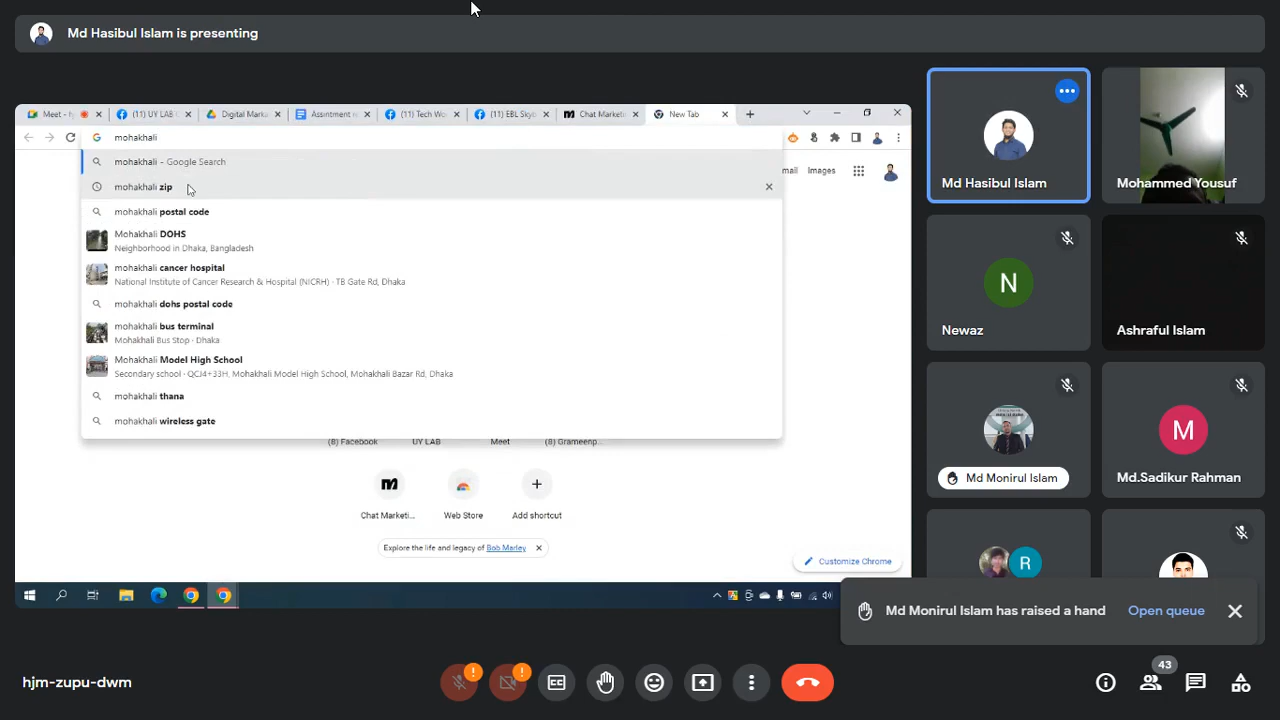 Md Hasibul Islam is presenting
Meet - h
(11) UY LAB
Digital Marka
Assintment
(11) Tech Wo
(11) EBL Skyb
Chat Marketi
New Tab
mohakhali
mohakhali - Google Search
mohakhali zip
mohakhali postal code
Mohakhali DOHS
Neighborhood in Dhaka, Bangladesh
mohakhali cancer hospital
National Institute of Cancer Research & Hospital (NICRH) · TB Gate Rd, Dhaka
mohakhali dohs postal code
mohakhali bus terminal
Mohakhali Bus Stop · Dhaka
Mohakhali Model High School
Secondary school · QCJ4+33H, Mohakhali Model High School, Mohakhali Bazar Rd, Dhaka
mohakhali thana
mohakhali wireless gate
mail
Images
(8) Facebook
UY LAB
Meet
(8) Grameenp...
Chat Marketi...
Web Store
Add shortcut
Explore the life and legacy of Bob Marley
Customize Chrome
Md Hasibul Islam
Mohammed Yousuf
N
Newaz
Ashraful Islam
Md Monirul Islam
M
Md.Sadikur Rahman
R
Md Monirul Islam has raised a hand
Open queue
hjm-zupu-dwm
43